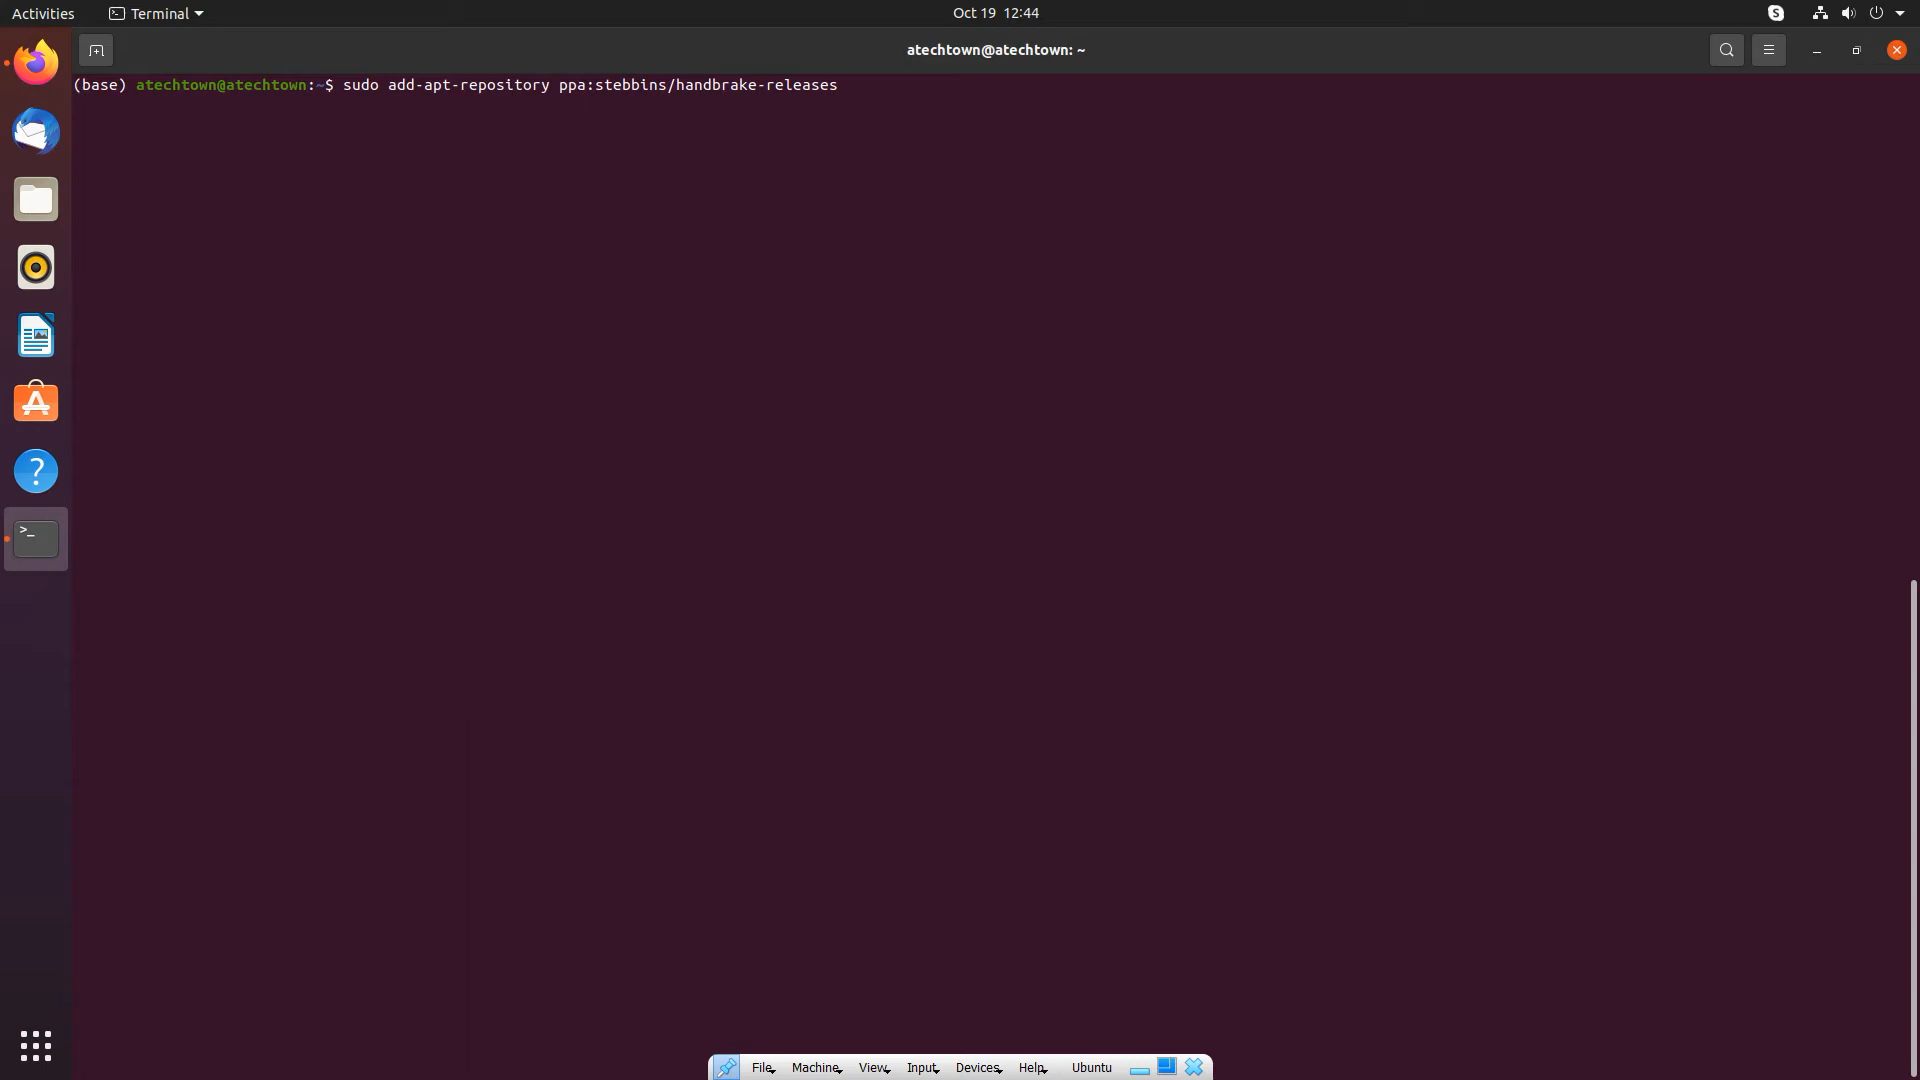 Activities
Terminal
Oct 19 12:44
atechtown@atechtown: ~
(base) atechtown@atechtown:~$ sudo add-apt-repository ppa:stebbins/handbrake-releases
File Machine View Input Devices Help Ubuntu